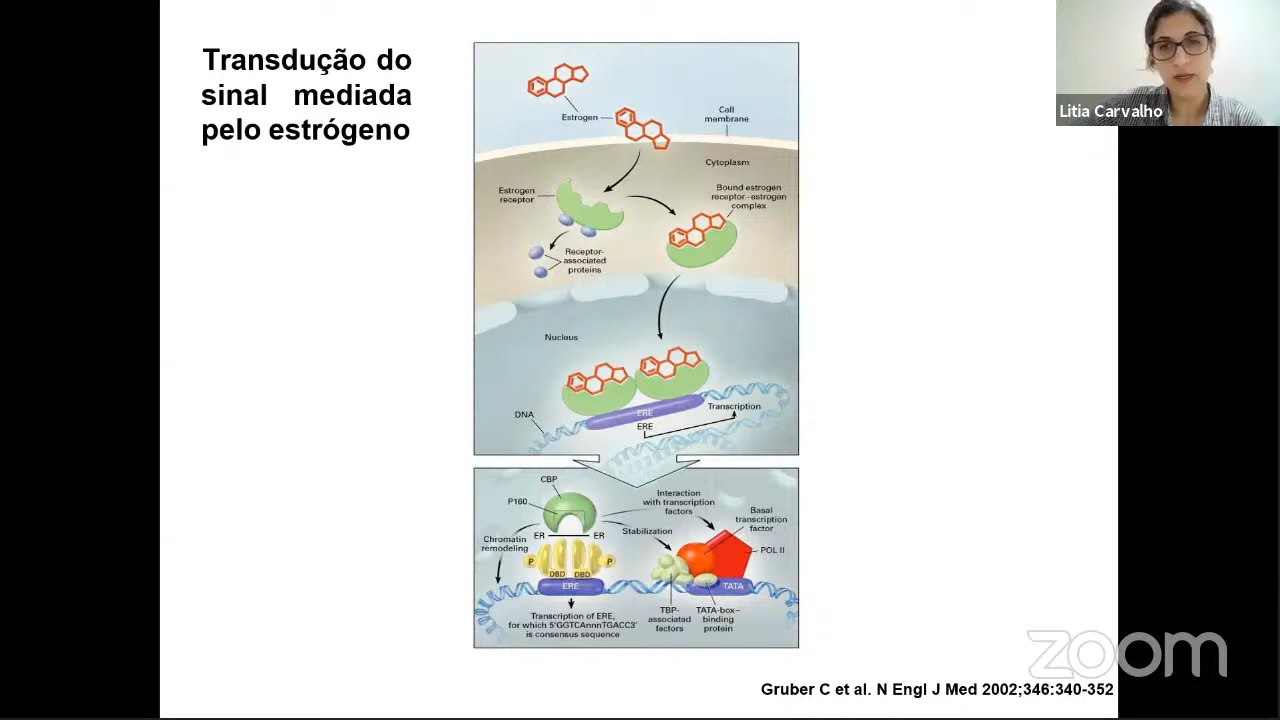 Transdução do
sinal mediada
pelo estrógeno
Litia Carvalho
Estrogen
Cell
membrane
Cytoplasm
Estrogen
receptor
Bound estrogen
receptor–estrogen
complex
Receptor-
associated
proteins
Nucleus
DNA
ERE
ERE
Transcription
CBP
P160
ER
ER
Chromatin
remodeling
P
P
DBD
DBD
ERE
Transcription of ERE,
for which 5'GGTCAnnnTGACC3'
is consensus sequence
Interaction
with transcription
factors
Stabilization
Basal
transcription
factor
POL II
TATA
TBP-
associated
factors
TATA-box–
binding
protein
zoom
Gruber C et al. N Engl J Med 2002;346:340-352